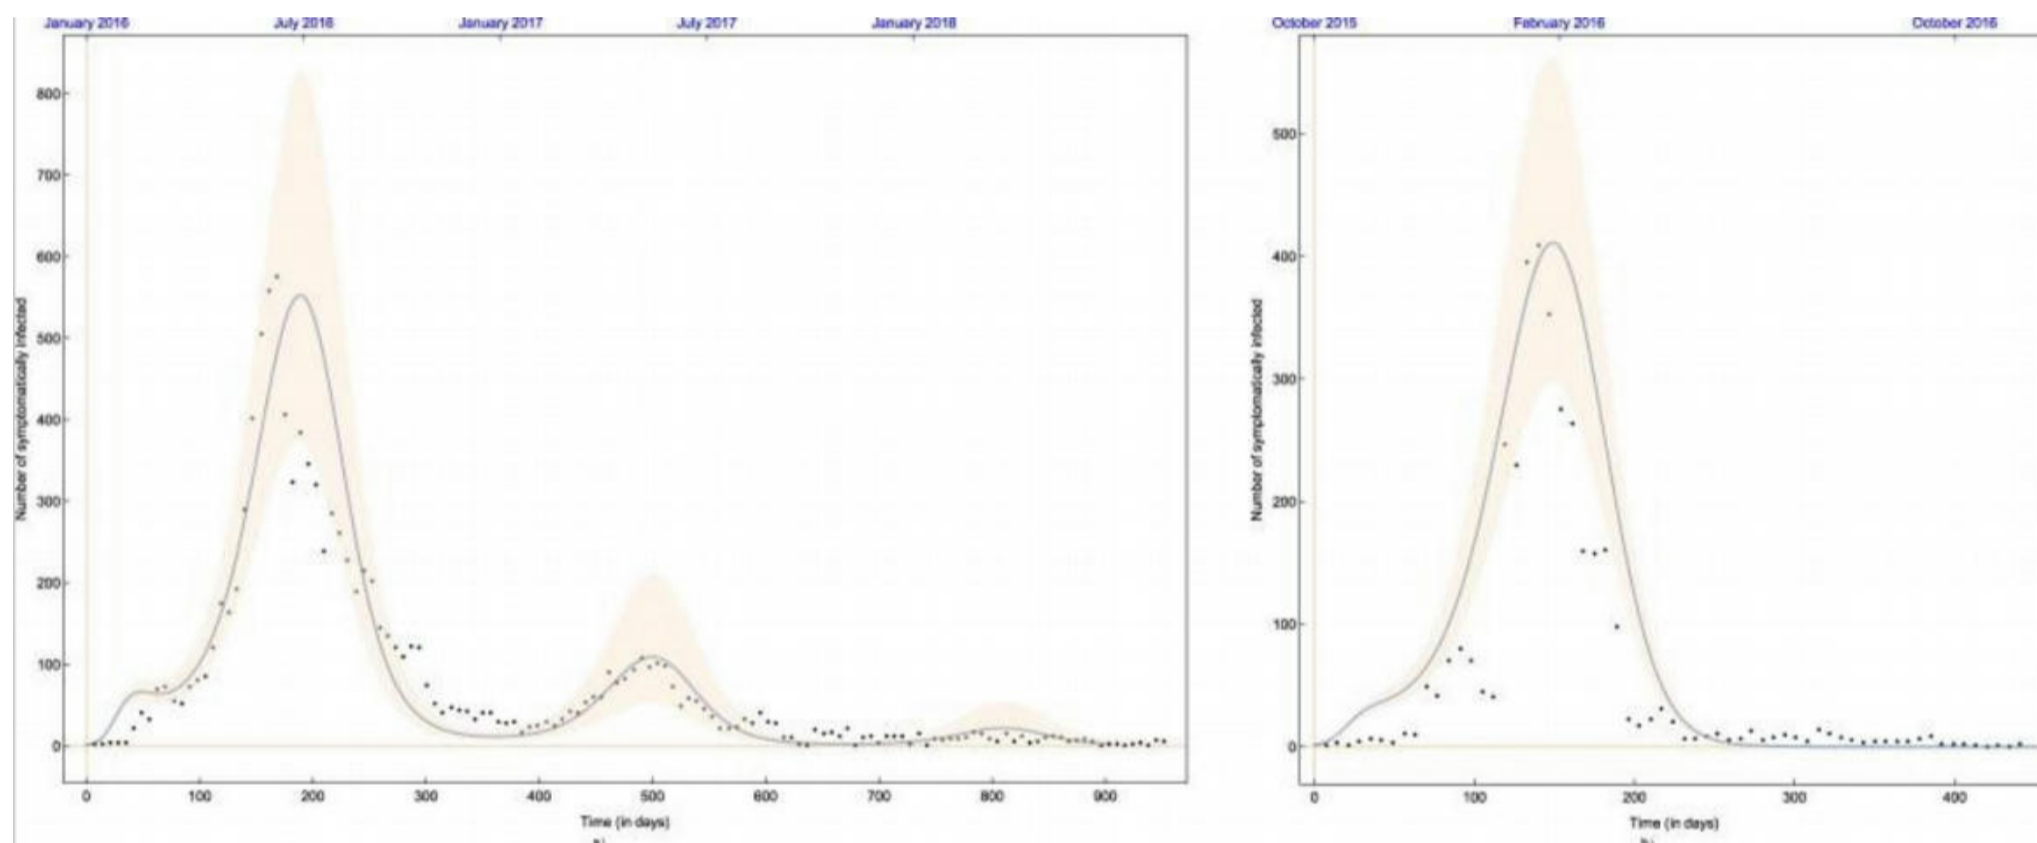 January 2016 July 2016 January 2017 July 2017 January 2018
800
700
600
500
400
300
200
100
0
Number of symptomatically infected
0 100 200 300 400 500 600 700 800 900
Time (in days)
October 2015 February 2016 October 2016
500
400
300
200
100
0
Number of symptomatically infected
0 100 200 300 400
Time (in days)